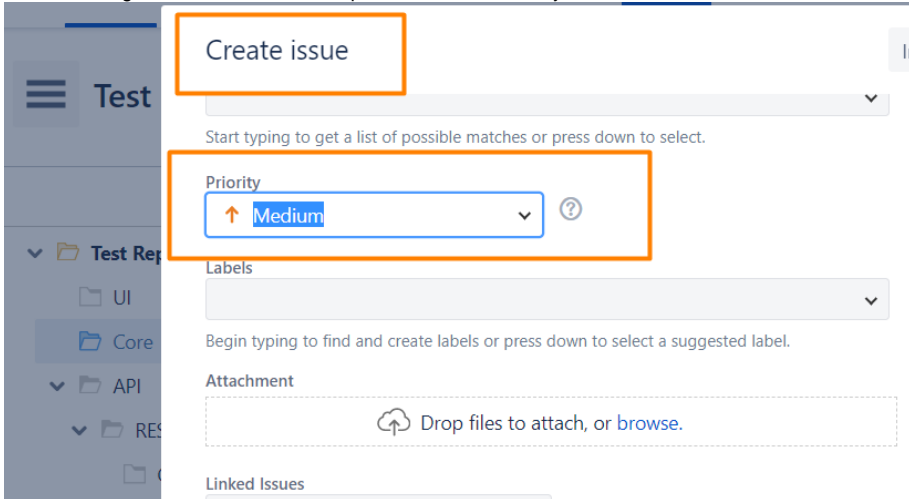 Create issue
Test
Start typing to get a list of possible matches or press down to select.
Priority
Medium
Labels
Begin typing to find and create labels or press down to select a suggested label.
Attachment
Drop files to attach, or browse.
Linked Issues
Test Rep
UI
Core
API
RES